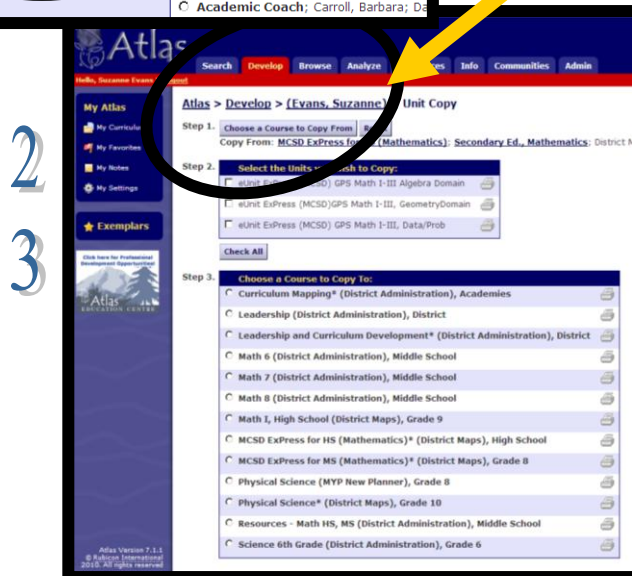 Academic Coach; Carroll, Barbara; Da
Atlas
Search Develop Browse Analyze Info Communities Admin
Hello, Suzanne Evans
My Atlas
My Favorites
My Notes
My Settings
Exemplars
Click here for Professional
Development Opportunities!
Atlas
EDUCATION CENTRE
2
3
Atlas > Develop > (Evans, Suzanne) Unit Copy
Step 1. Choose a Course to Copy From
Copy From: MCSD ExPress (Mathematics); Secondary Ed., Mathematics; District M
Step 2. Select the Units to Copy:
eUnit ExPress (MCSD) GPS Math I-III Algebra Domain
eUnit ExPress (MCSD)GPS Math I-III, GeometryDomain
eUnit ExPress (MCSD) GPS Math I-III, Data/Prob
Check All
Step 3. Choose a Course to Copy To:
Curriculum Mapping* (District Administration), Academies
Leadership (District Administration), District
Leadership and Curriculum Development* (District Administration), District
Math 6 (District Administration), Middle School
Math 7 (District Administration), Middle School
Math 8 (District Administration), Middle School
Math I, High School (District Maps), Grade 9
MCSD ExPress for HS (Mathematics)* (District Maps), High School
MCSD ExPress for MS (Mathematics)* (District Maps), Grade 8
Physical Science (MYP New Planner), Grade 8
Physical Science* (District Maps), Grade 10
Resources - Math HS, MS (District Administration), Middle School
Science 6th Grade (District Administration), Grade 6
Atlas Version 7.1.1
© Rubicon International
2010. All rights reserved